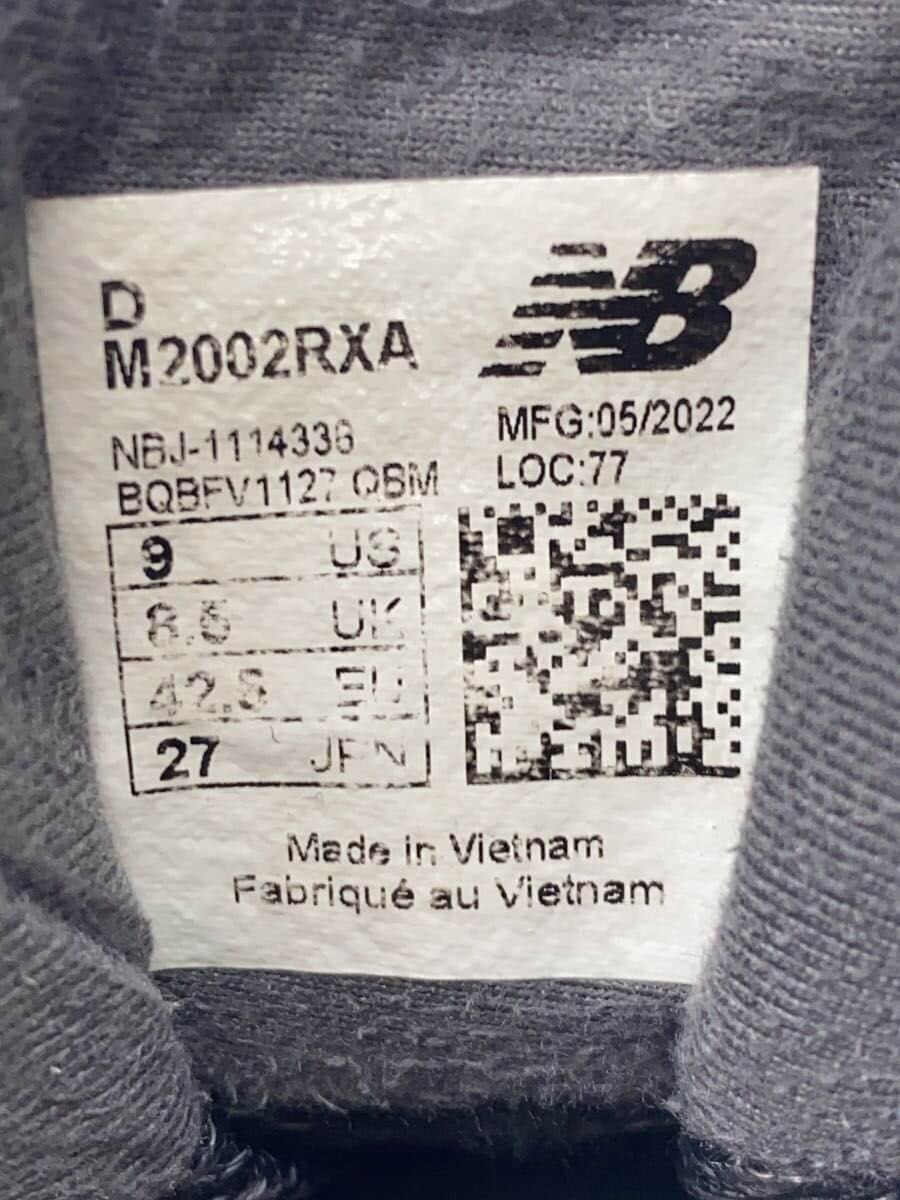 D
M2002RXA
NB
NBJ-1114336
BQBFV1127 QBM
MFG:05/2022
LOC:77
9 US
8.5 UK
42.5 EU
27 JPN
Made in Vietnam
Fabriqué au Vietnam